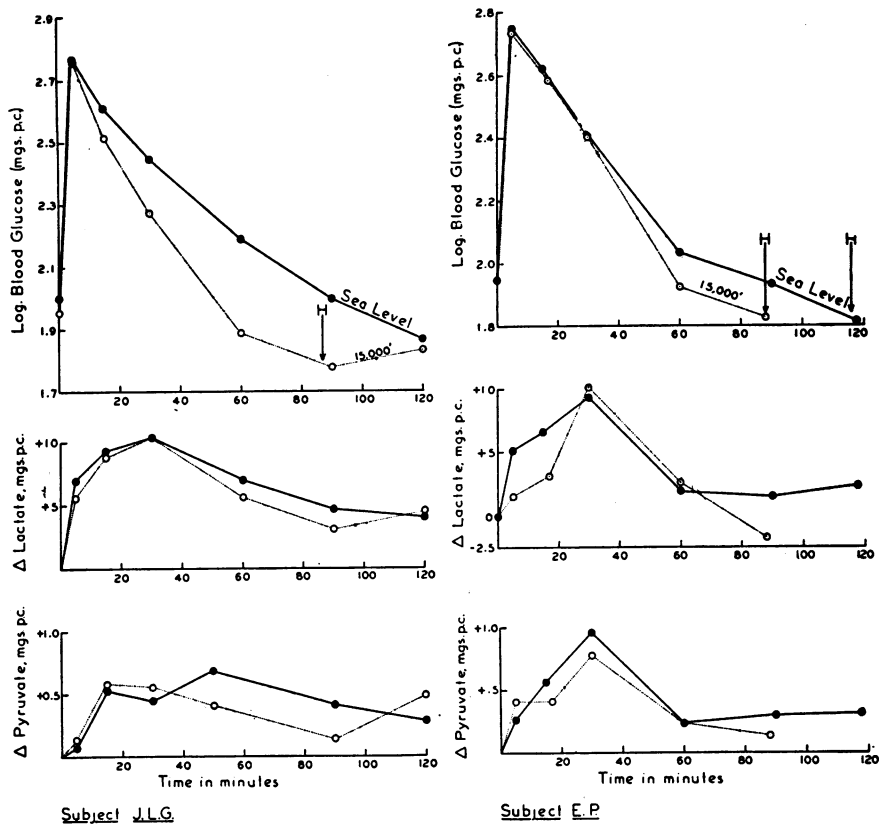 Log. Blood Glucose (mgs. p.c)
2.9
2.7
2.5
2.3
2.1
1.9
1.7
20 40 60 80 100 120
H
Sea Level
15,000'
Log. Blood Glucose (mgs. p.c)
2.8
2.6
2.4
2.2
2.0
1.8
20 40 60 80 100 120
H
H
Sea Level
15,000'
Δ Lactate, mgs. p.c.
+10
+5
20 40 60 80 100 120
Δ Lactate, mgs. p.c.
+1.0
+.5
0
-2.5
20 40 60 80 100 120
Δ Pyruvate, mgs. p.c.
+1.0
+0.5
20 40 60 80 100 120
Time in minutes
Δ Pyruvate, mgs. p.c.
+1.0
+.5
20 40 60 80 100 120
Time in minutes
Subject J.L.G.
Subject E.P.